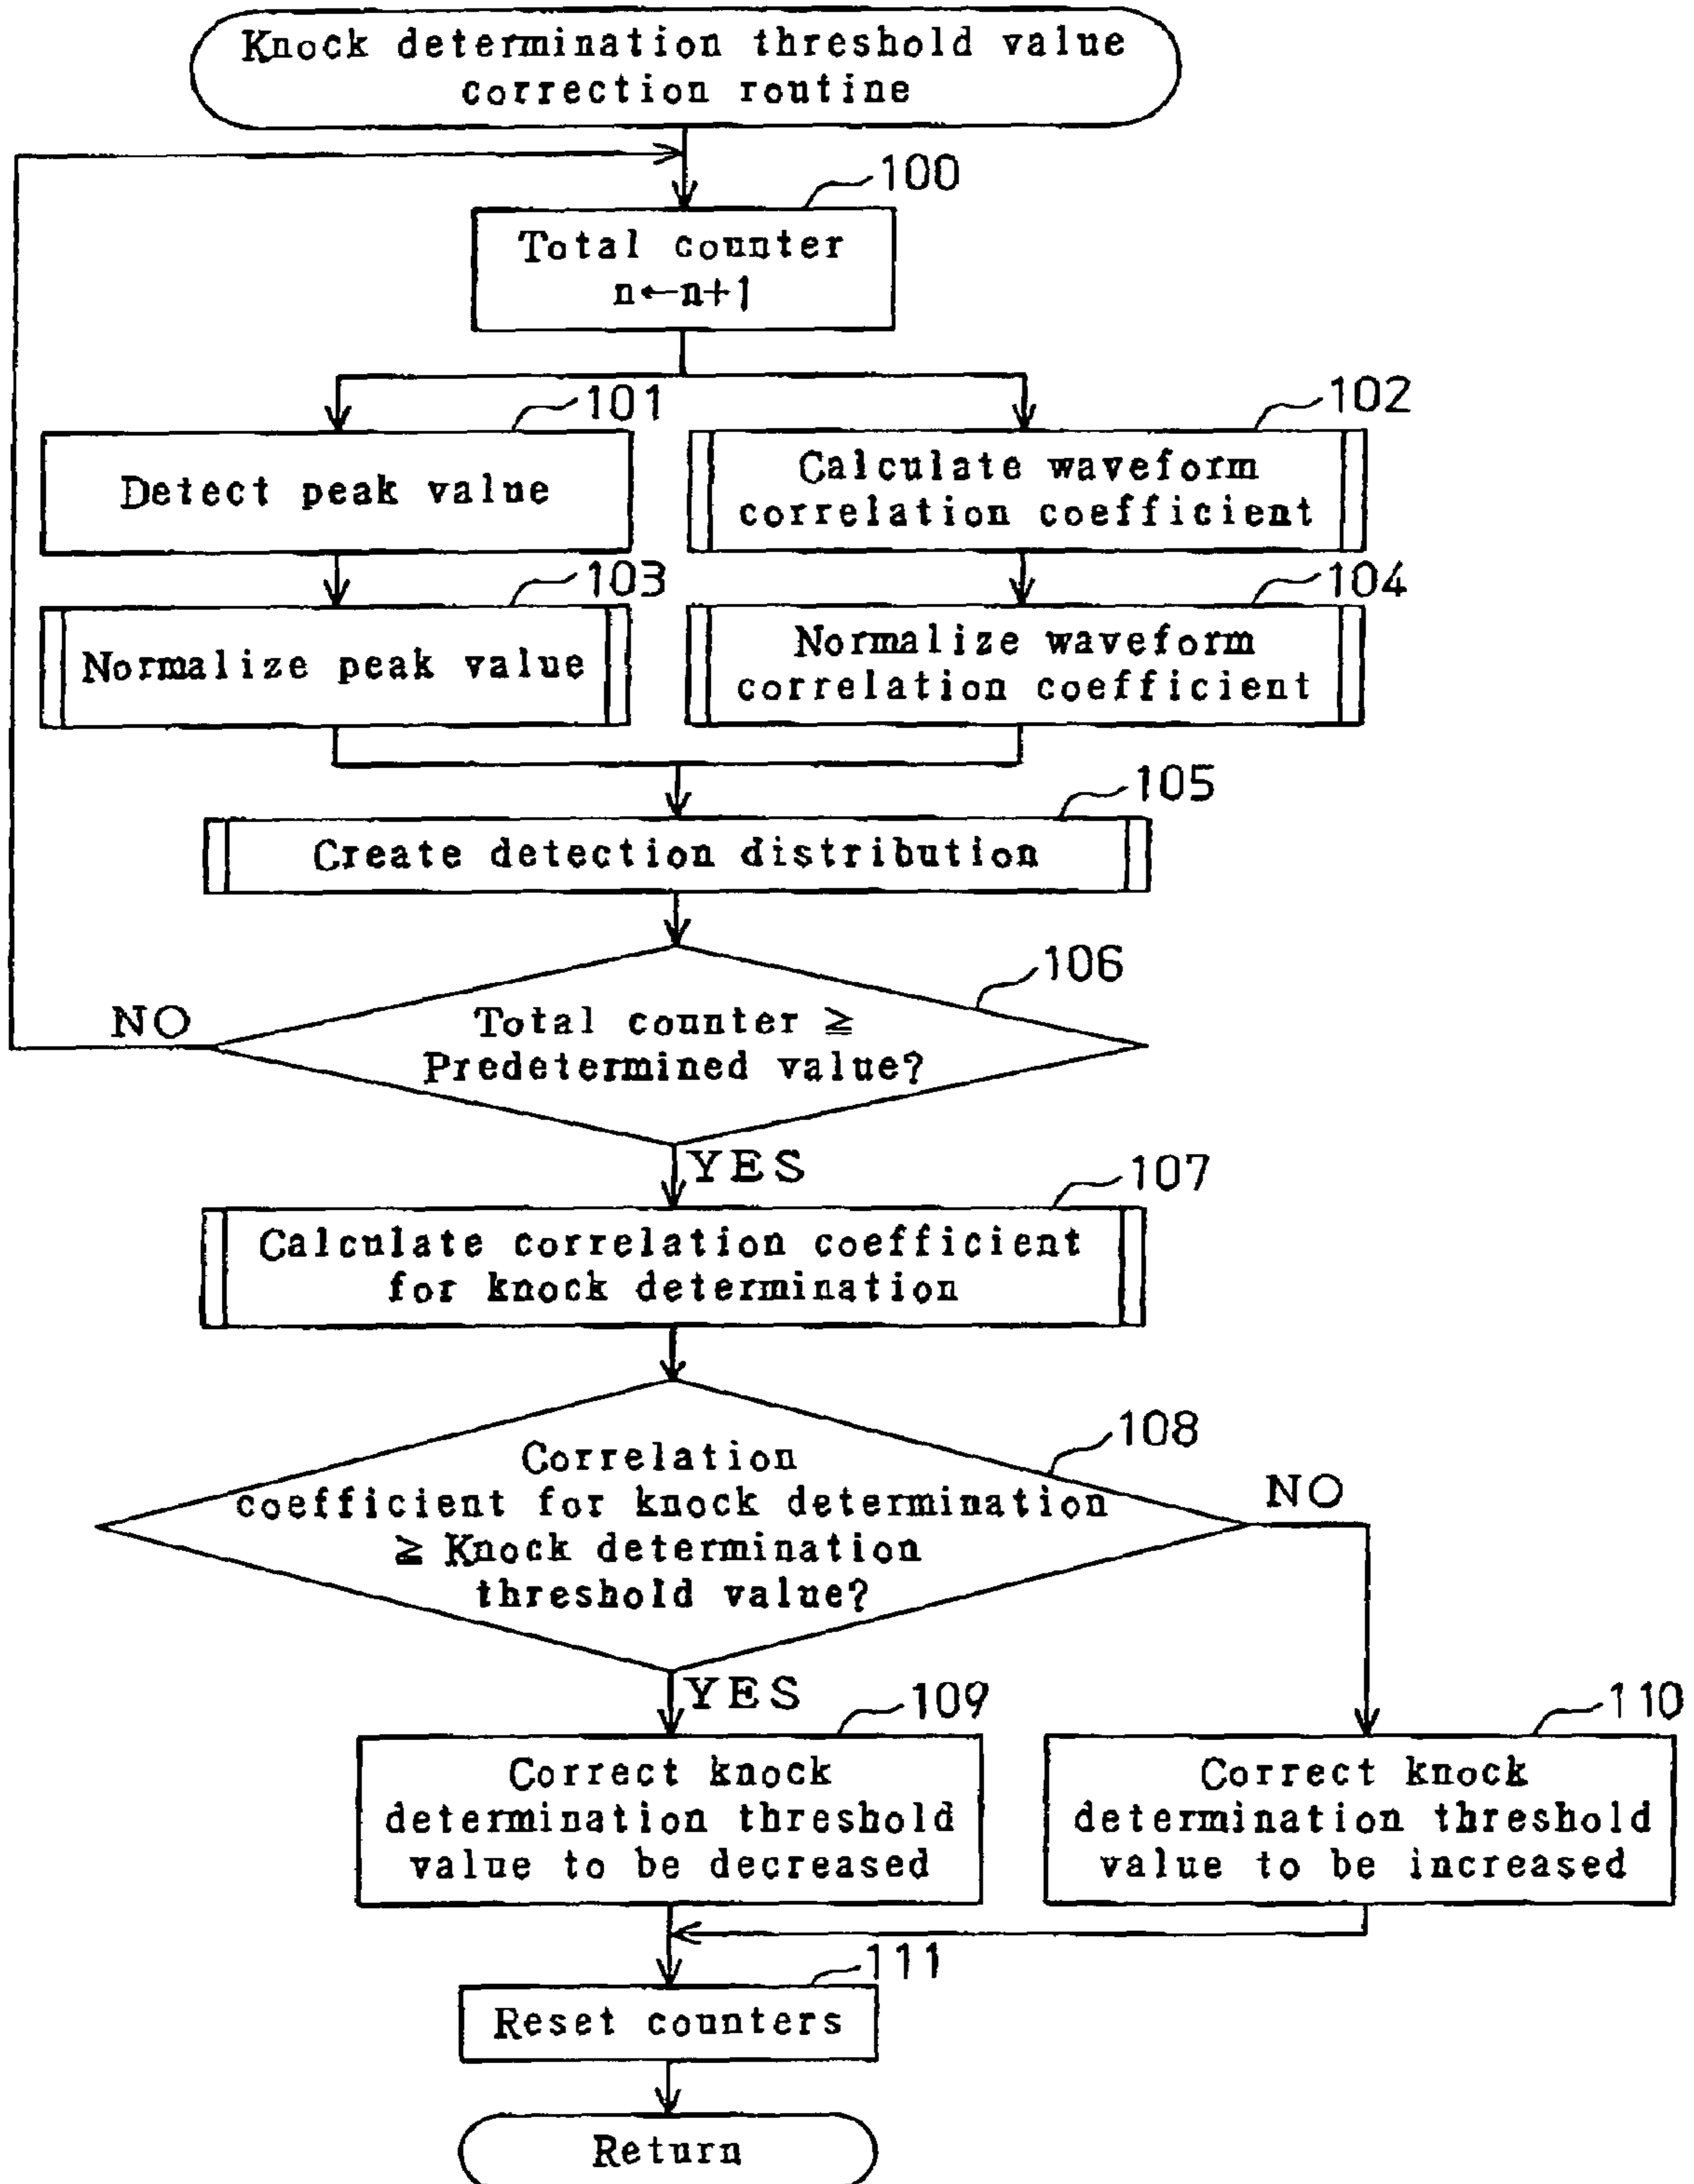 Knock determination threshold value
correction routine
100
Total counter
n←n+1
101
102
Detect peak value
Calculate waveform
correlation coefficient
103
104
Normalize peak value
Normalize waveform
correlation coefficient
105
Create detection distribution
106
NO
Total counter ≧
Predetermined value?
YES
107
Calculate correlation coefficient
for knock determination
108
Correlation
coefficient for knock determination
≧ Knock determination
threshold value?
NO
YES
109
110
Correct knock
determination threshold
value to be decreased
Correct knock
determination threshold
value to be increased
111
Reset counters
Return